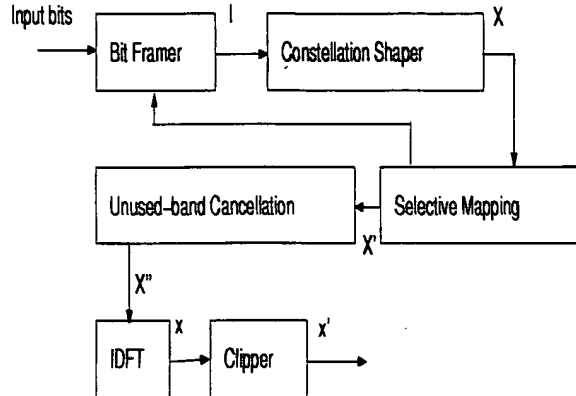 Input bits
I
X
Bit Framer
Constellation Shaper
Unused-band Cancellation
Selective Mapping
X'
X"
x
x'
IDFT
Clipper